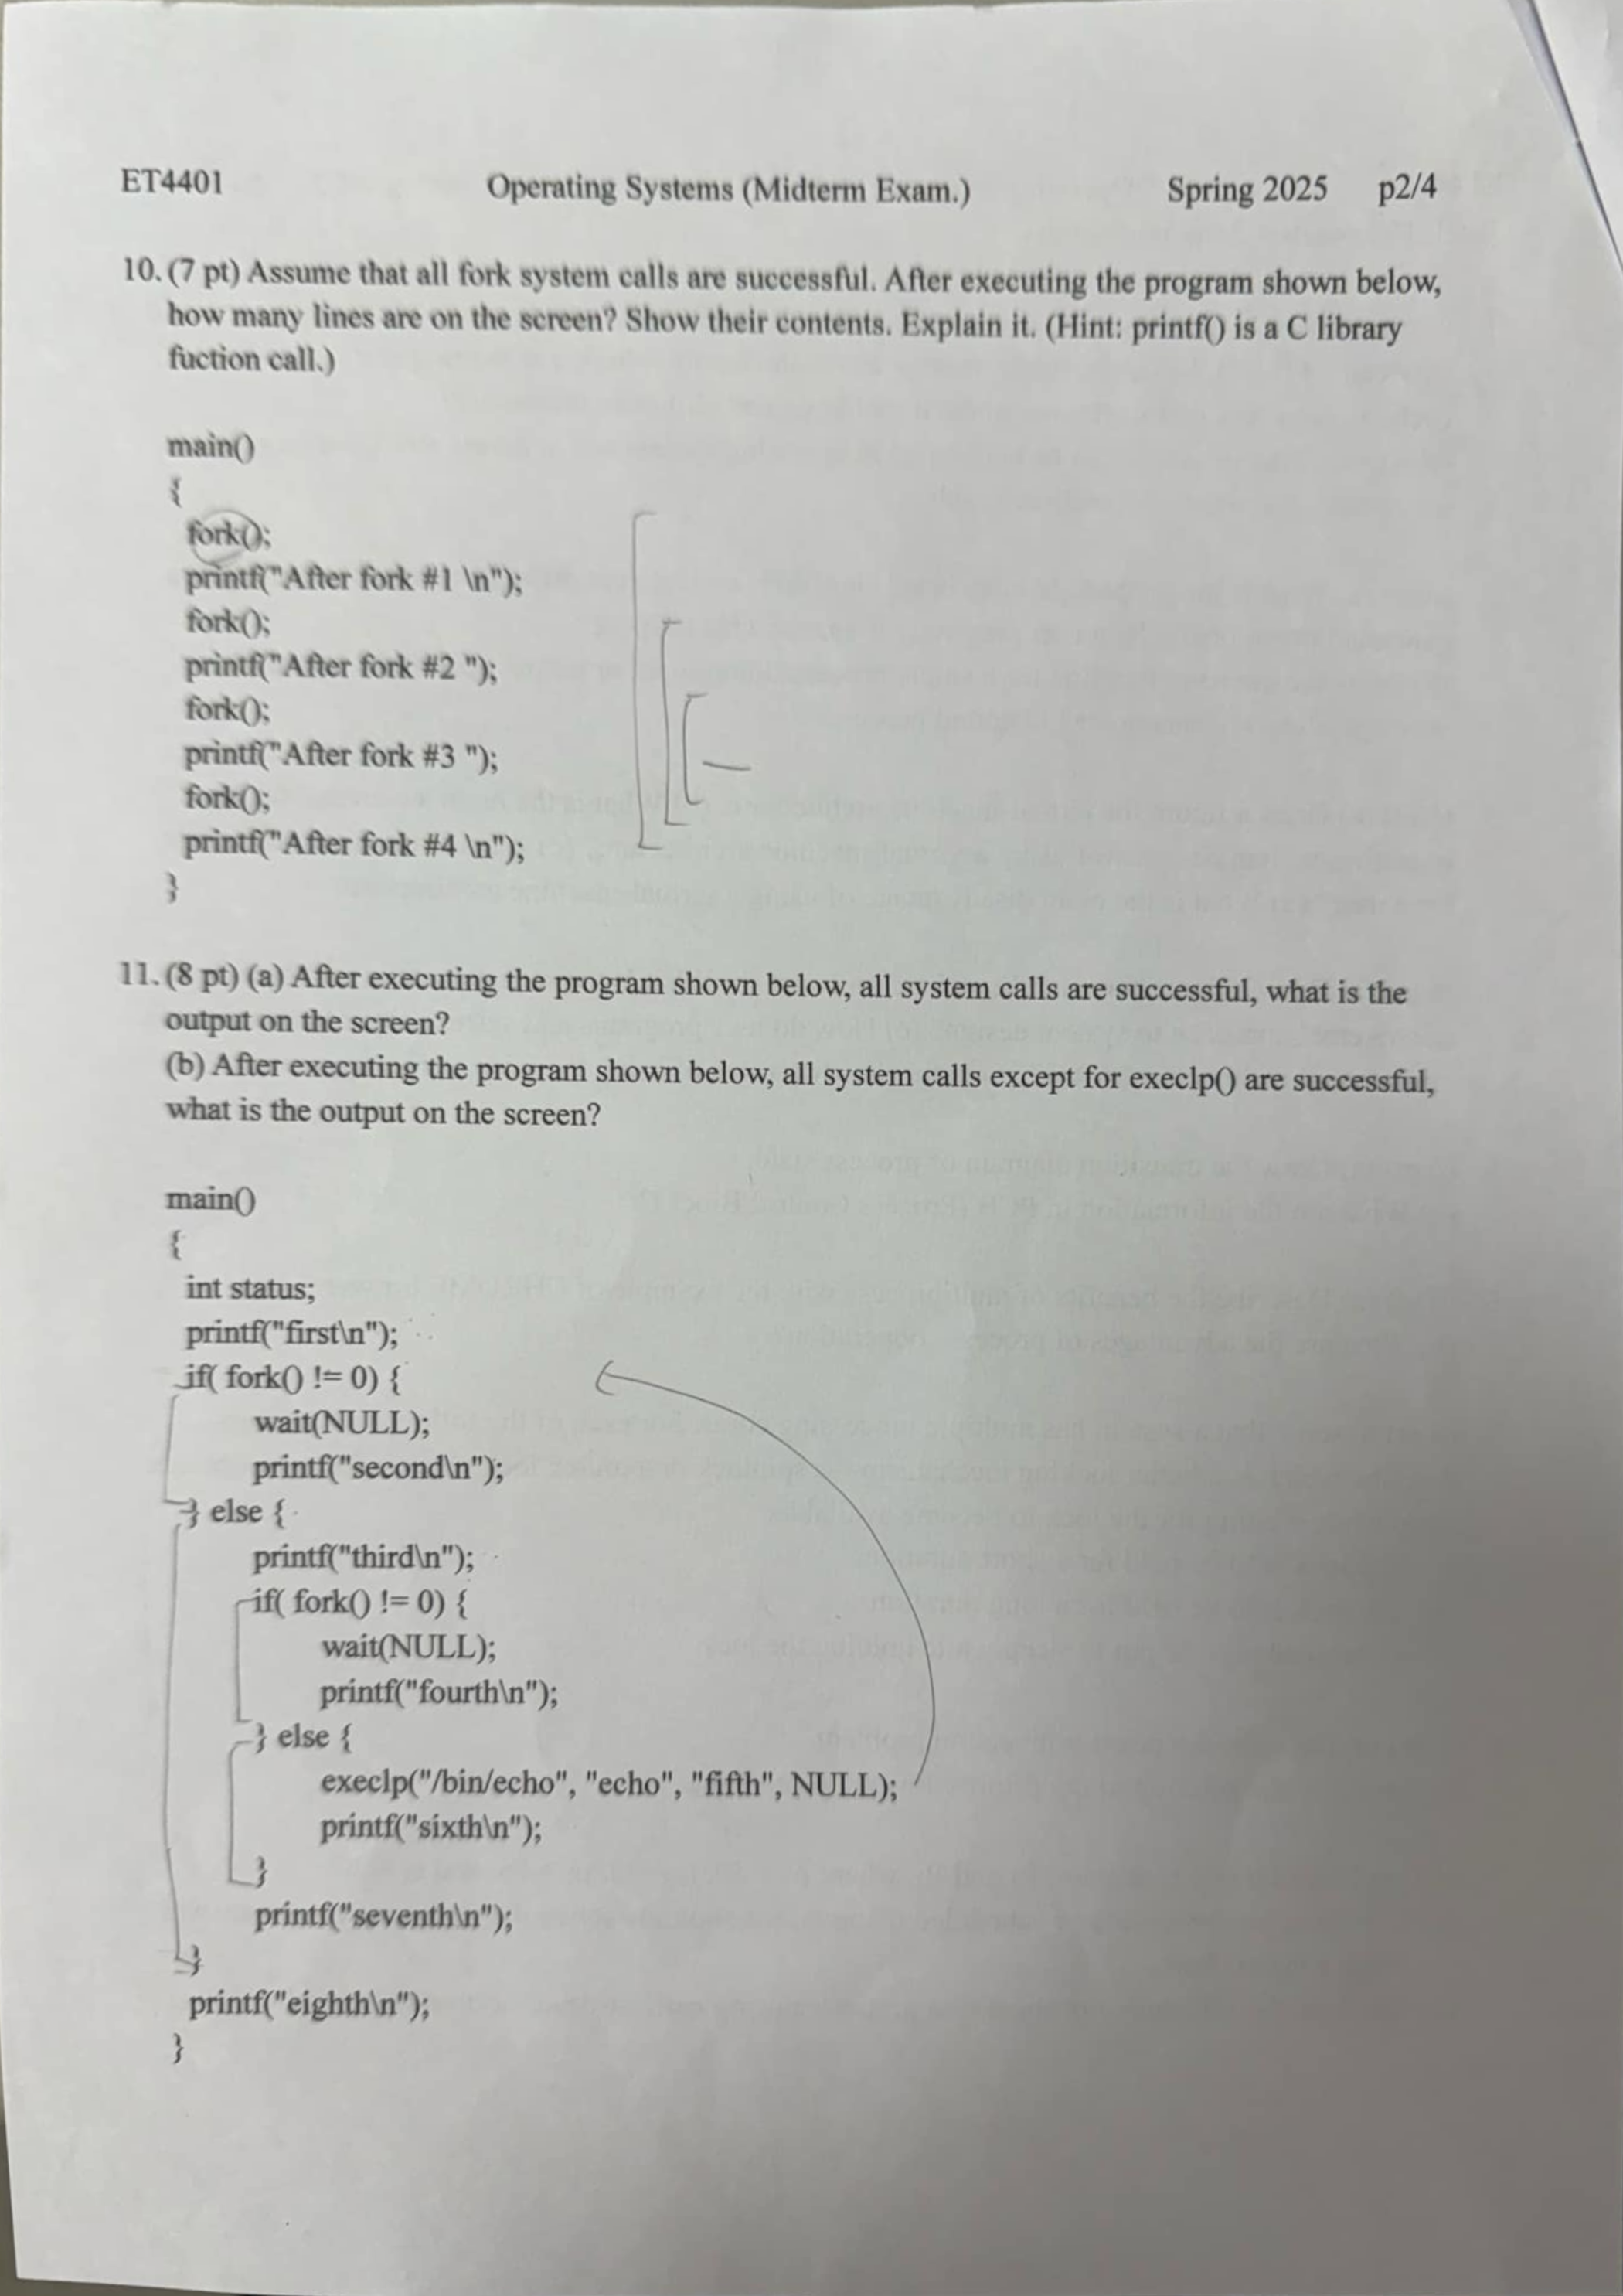 ET4401 Operating Systems (Midterm Exam.) Spring 2025 p2/4
10. (7 pt) Assume that all fork system calls are successful. After executing the program shown below,
how many lines are on the screen? Show their contents. Explain it. (Hint: printf() is a C library
fuction call.)
main()
{
fork();
printf("After fork #1 \n");
fork();
printf("After fork #2 ");
fork();
printf("After fork #3 ");
fork();
printf("After fork #4 \n");
}
11. (8 pt) (a) After executing the program shown below, all system calls are successful, what is the
output on the screen?
(b) After executing the program shown below, all system calls except for execlp() are successful,
what is the output on the screen?
main()
{
int status;
printf("first\n");
if( fork() != 0) {
wait(NULL);
printf("second\n");
} else {
printf("third\n");
if( fork() != 0) {
wait(NULL);
printf("fourth\n");
} else {
execlp("/bin/echo", "echo", "fifth", NULL);
printf("sixth\n");
}
printf("seventh\n");
}
printf("eighth\n");
}